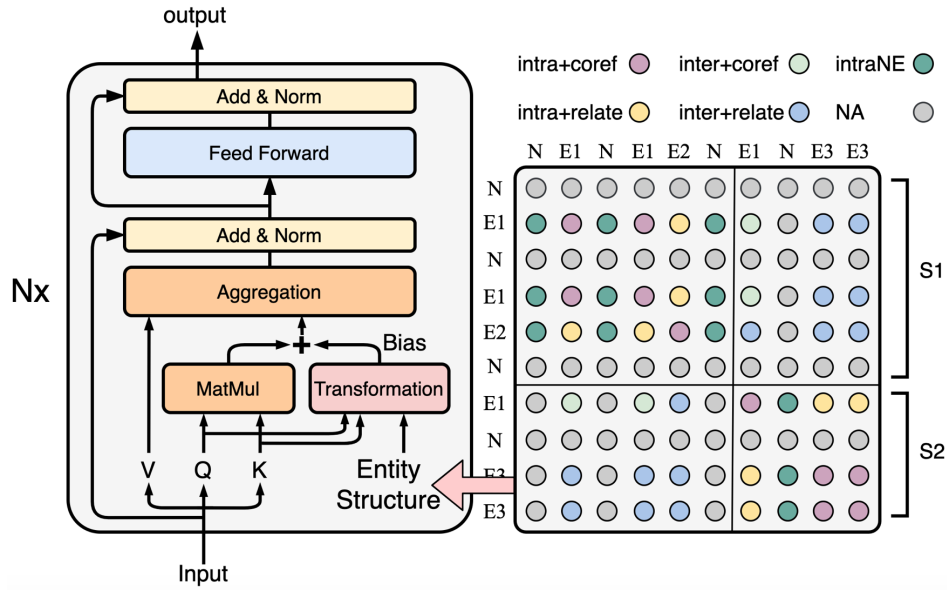 output
Add & Norm
Feed Forward
Add & Norm
Nx
Aggregation
Bias
MatMul
Transformation
V Q K
Entity
Structure
Input
intra+coref inter+coref intraNE
intra+relate inter+relate NA
N E1 N E1 E2 N E1 N E3 E3
N
E1
N
E1
E2
N
E1
N
E3
E3
S1
S2